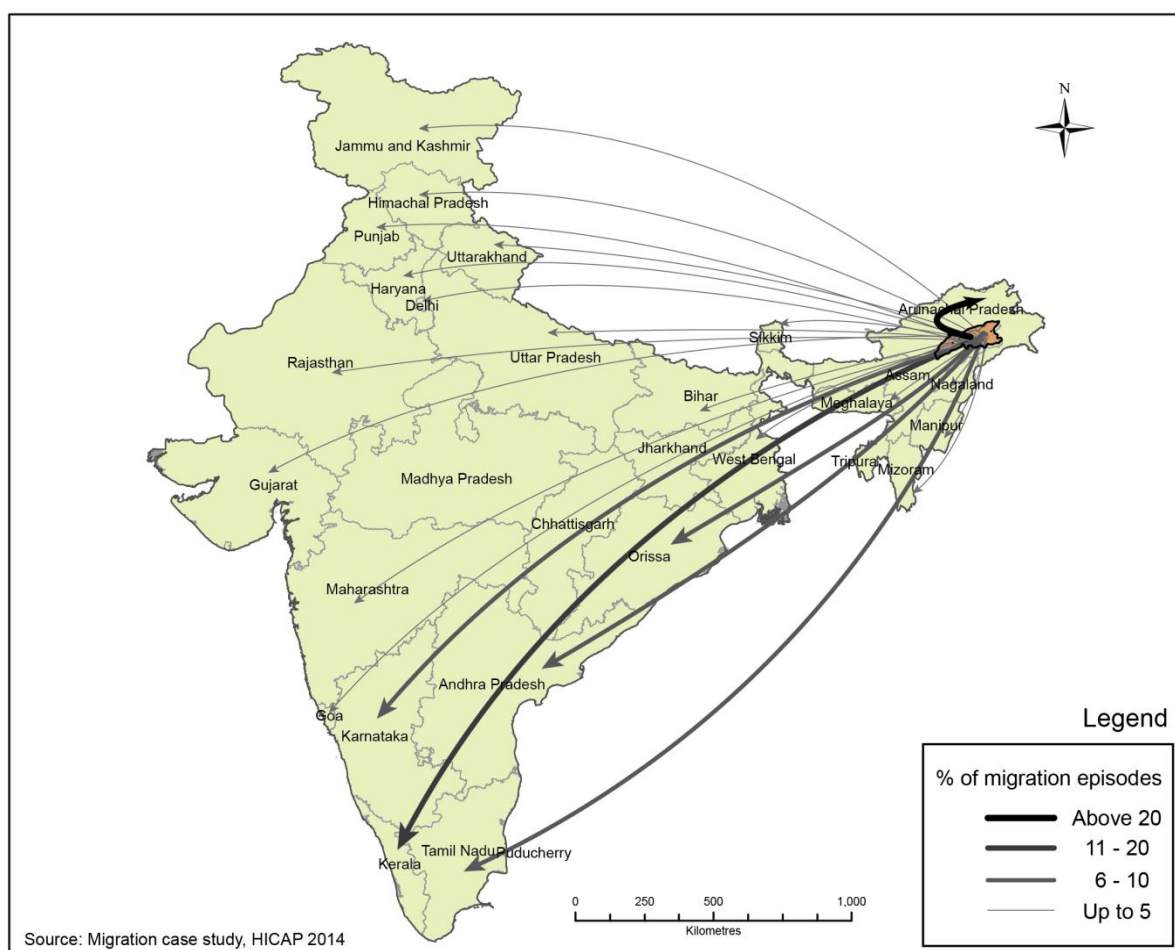 N
Jammu and Kashmir
Himachal Pradesh
Punjab
Uttarakhand
Haryana
Delhi
Arunachal Pradesh
Sikkim
Rajasthan
Uttar Pradesh
Assam
Nagaland
Bihar
Meghalaya
Manipur
Jharkhand
West Bengal
Tripura
Mizoram
Gujarat
Madhya Pradesh
Chhattisgarh
Orissa
Maharashtra
Andhra Pradesh
Goa
Karnataka
Tamil Nadu
Puducherry
Kerala
Legend
% of migration episodes
Above 20
11 - 20
6 - 10
Up to 5
0 250 500 750 1,000
Kilometres
Source: Migration case study, HICAP 2014